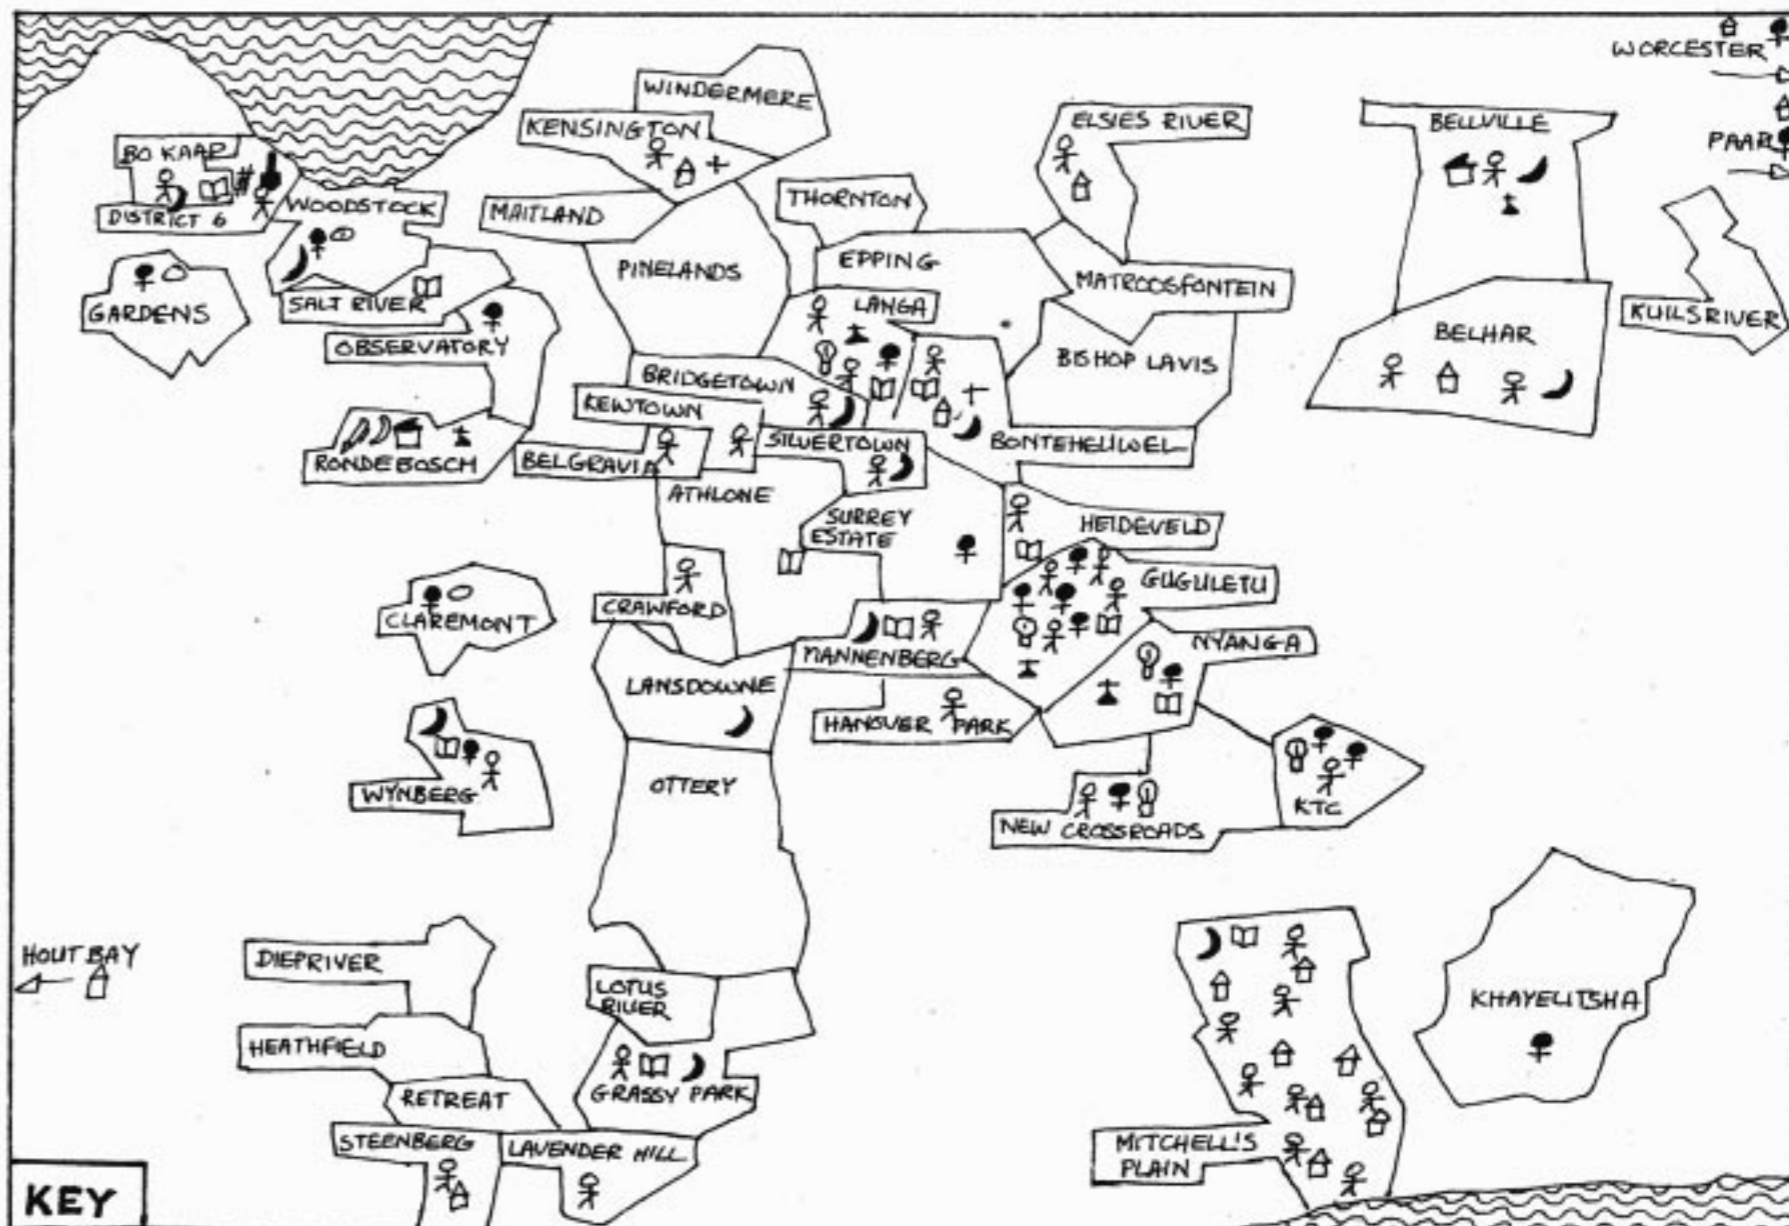 WORCESTER
WINDERMERE
KENSINGTON
ELSIES RIVER
BELLVILLE
BO KAAP
PAARL
DISTRICT 6
WOODSTOCK
MAITLAND
THORNTON
PINELANDS
EPPING
MATROOSFONTEIN
GARDENS
SALT RIVER
LANGA
KUILSRIVER
OBSERVATORY
BELHAR
BISHOP LAVIS
BRIDGETOWN
KEWTOWN
SILVERTOWN
BONTEHEUWEL
RONDEBOSCH
BELGRAVIA
ATHLONE
SURREY
ESTATE
HEIDEVELD
GUGULETU
CRAWFORD
CLAREMONT
NYANGA
MANNENBERG
LANSDOWNE
HANOVER PARK
OTTERY
WYNBERG
KTC
NEW CROSSROADS
HOUT BAY
DIEPRIVER
LOTUS
RIVER
KHAYELITSHA
HEATHFIELD
GRASSY PARK
RETREAT
STEENBERG
LAVENDER HILL
MITCHELL'S
PLAIN
KEY